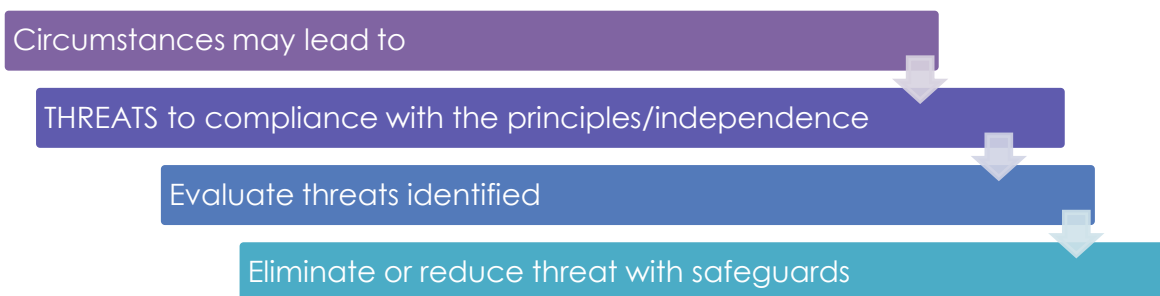 Circumstances may lead to
THREATS to compliance with the principles/independence
Evaluate threats identified
Eliminate or reduce threat with safeguards